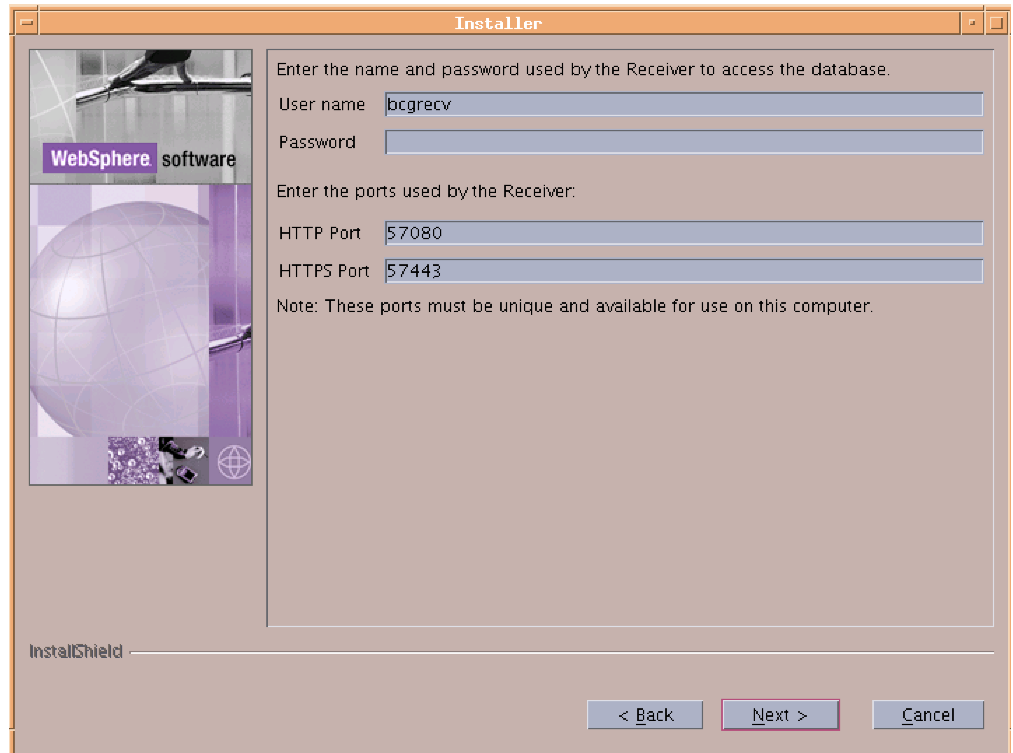 Installer
WebSphere. software
Enter the name and password used by the Receiver to access the database.
User name bcgrecv
Password
Enter the ports used by the Receiver:
HTTP Port 57080
HTTPS Port 57443
Note: These ports must be unique and available for use on this computer.
InstallShield
< Back Next > Cancel